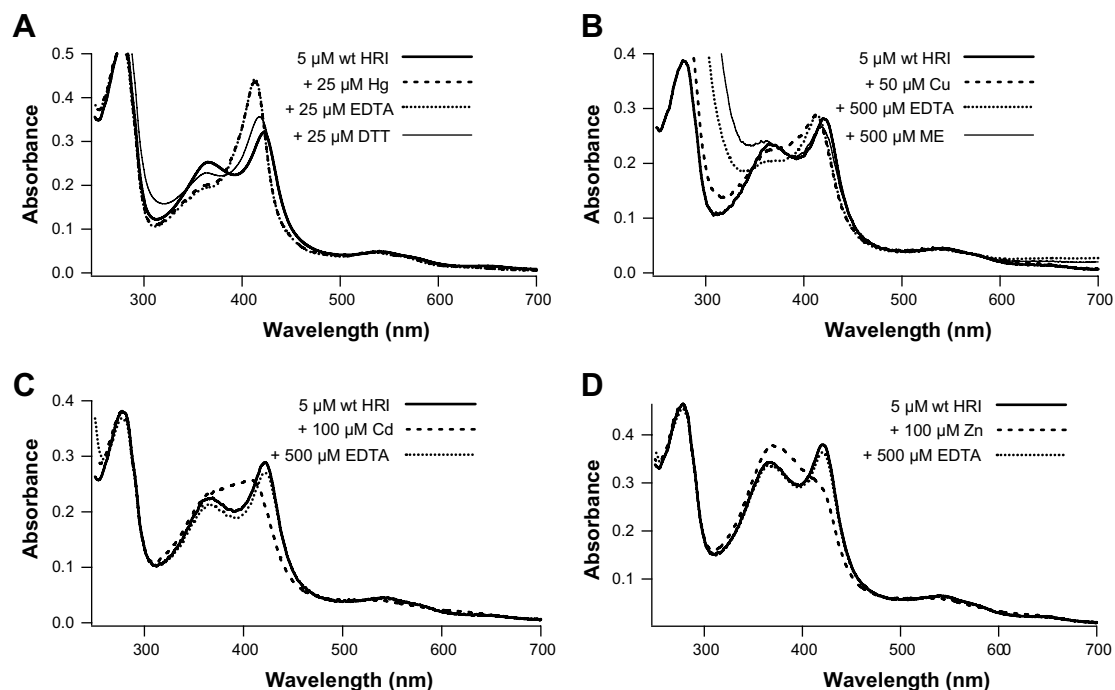 A
0.5
0.4
0.3
0.2
0.1
0.0
Absorbance
5 µM wt HRI
+ 25 µM Hg
+ 25 µM EDTA
+ 25 µM DTT
300
400
500
600
700
Wavelength (nm)
B
0.4
0.3
0.2
0.1
0.0
Absorbance
5 µM wt HRI
+ 50 µM Cu
+ 500 µM EDTA
+ 500 µM ME
300
400
500
600
700
Wavelength (nm)
C
0.4
0.3
0.2
0.1
0.0
Absorbance
5 µM wt HRI
+ 100 µM Cd
+ 500 µM EDTA
300
400
500
600
700
Wavelength (nm)
D
0.4
0.3
0.2
0.1
Absorbance
5 µM wt HRI
+ 100 µM Zn
+ 500 µM EDTA
300
400
500
600
700
Wavelength (nm)